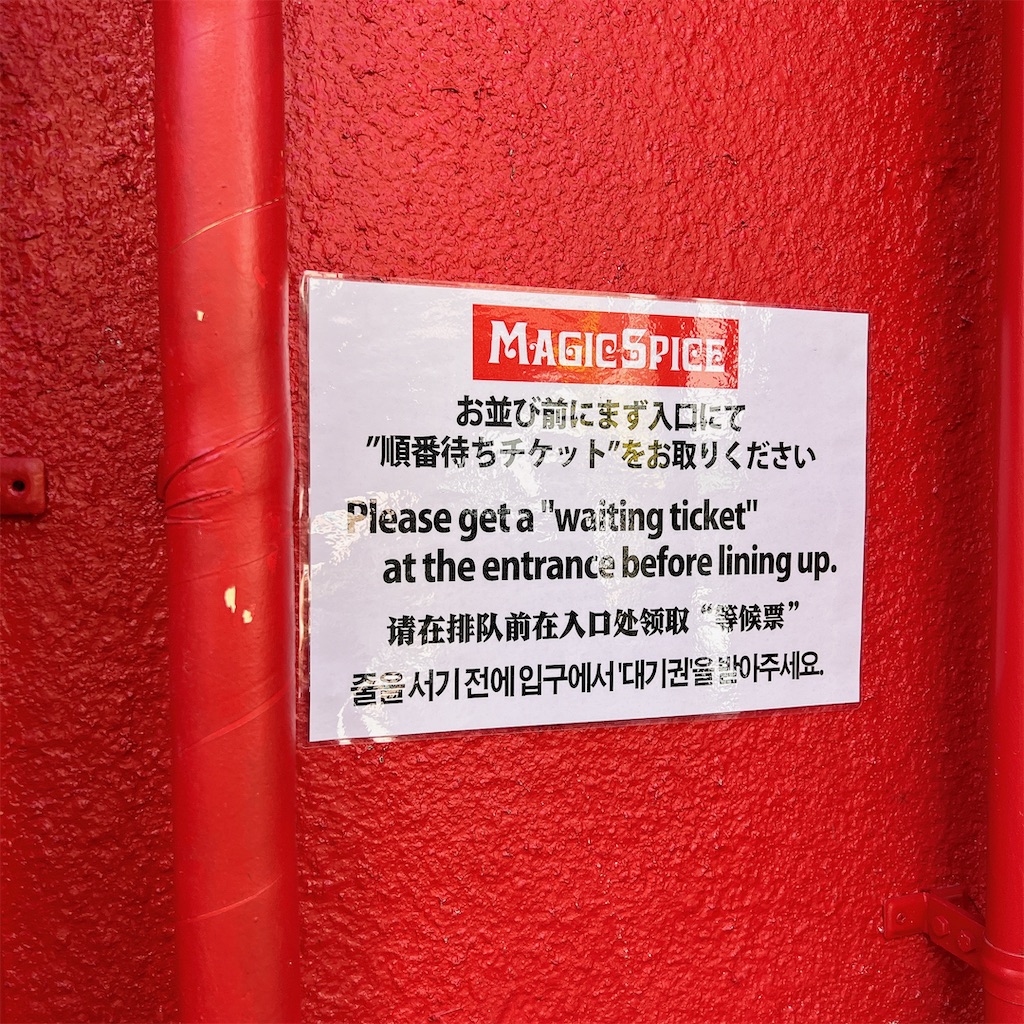 MAGICSPICE
お並び前にまず入口にて
"順番待ちチケット"をお取りください
Please get a "waiting ticket"
at the entrance before lining up.
请在排队前在入口处领取“等候票”
줄을 서기 전에 입구에서 '대기권'을 받아주세요.